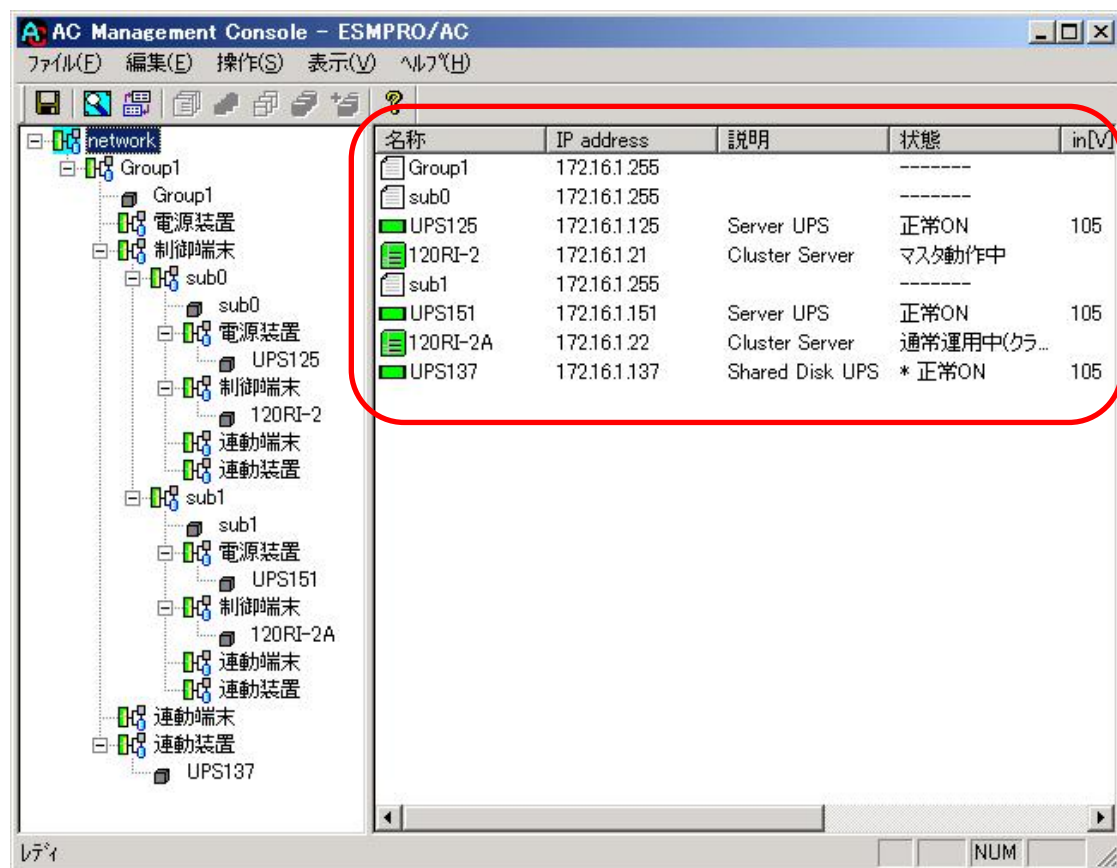 AC Management Console - ESMPRO/AC
ファイル(F) 編集(E) 操作(S) 表示(V) ヘルプ(H)
network
Group1
Group1
電源装置
制御端末
sub0
sub0
電源装置
UPS125
制御端末
120RI-2
連動端末
連動装置
sub1
sub1
電源装置
UPS151
制御端末
120RI-2A
連動端末
連動装置
連動端末
連動装置
UPS137
名称 IP address 説明 状態 in[V]
Group1 172.16.1.255 -------
sub0 172.16.1.255 -------
UPS125 172.16.1.125 Server UPS 正常ON 105
120RI-2 172.16.1.21 Cluster Server マスタ動作中
sub1 172.16.1.255 -------
UPS151 172.16.1.151 Server UPS 正常ON 105
120RI-2A 172.16.1.22 Cluster Server 通常運用中(クラ...
UPS137 172.16.1.137 Shared Disk UPS * 正常ON 105
レディ NUM